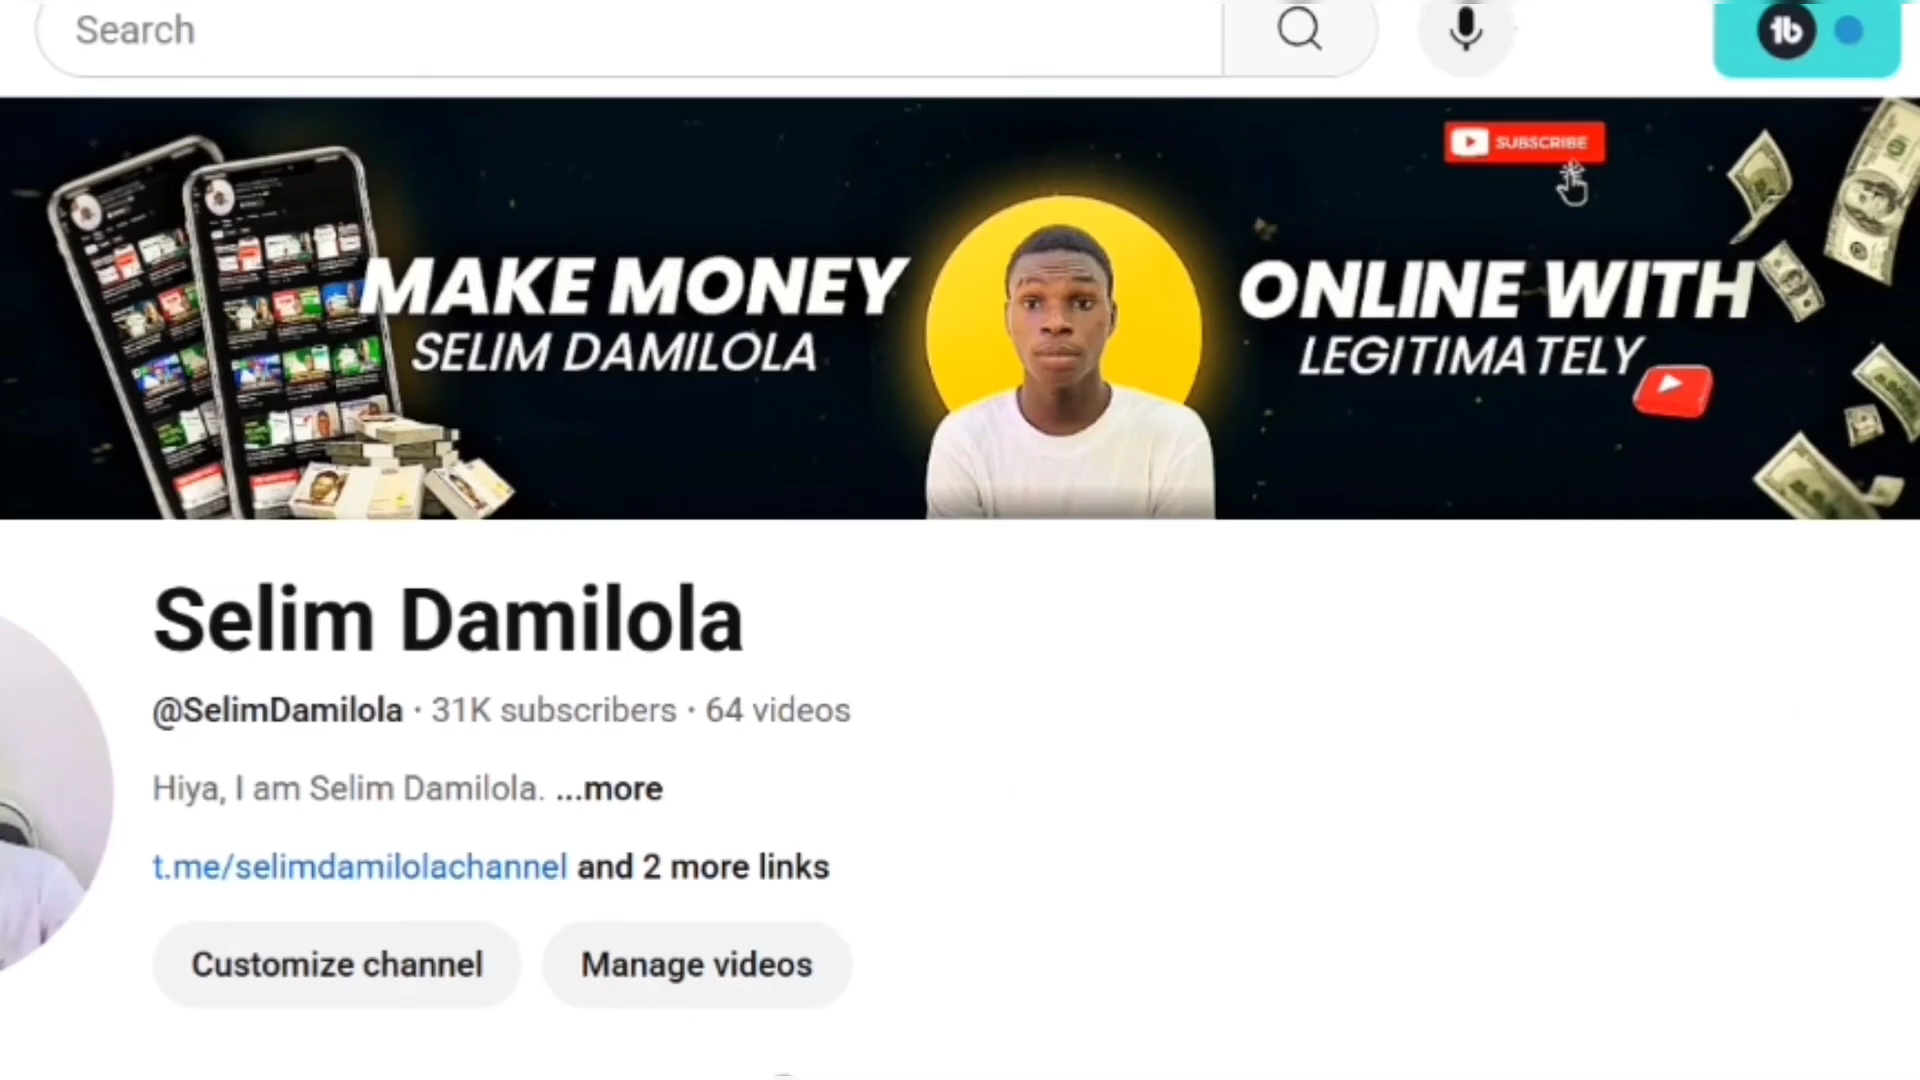 Search
tb
SUBSCRIBE
MAKE MONEY
ONLINE WITH
SELIM DAMILOLA
LEGITIMATELY
Selim Damilola
@SelimDamilola · 31K subscribers · 64 videos
Hiya, I am Selim Damilola. ...more
t.me/selimdamilolachannel and 2 more links
Customize channel
Manage videos